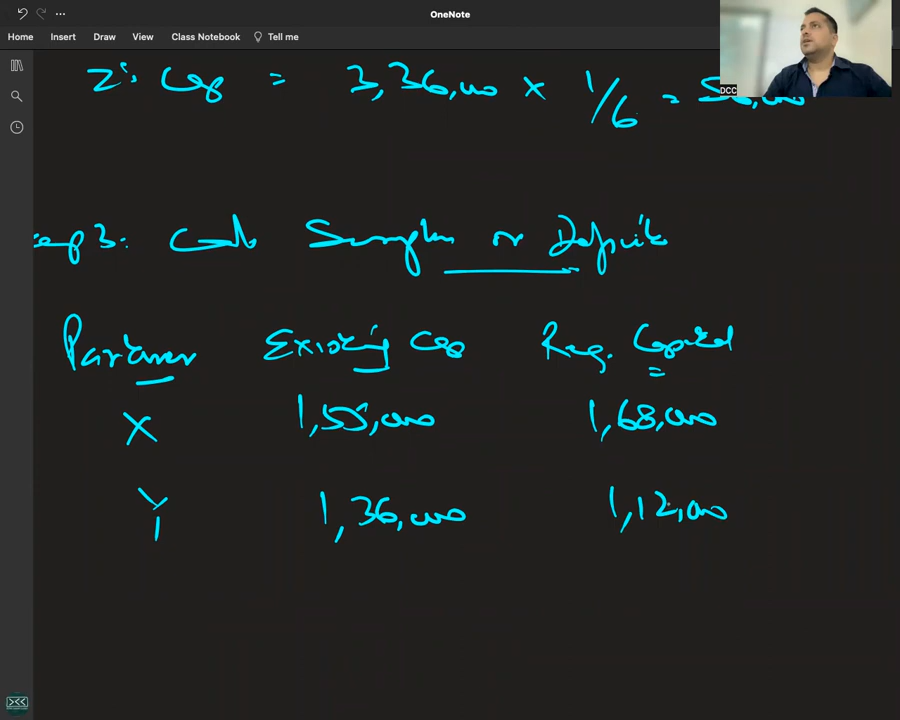 OneNote
Home Insert Draw View Class Notebook Tell me
DCC
Z's Cap = 3,36,000 x 1/6 = 56,000
Step 3: Calc Surplus or Deficit
Partner Existing Cap Req. Capital
X 1,55,000 1,68,000
Y 1,36,000 1,12,000